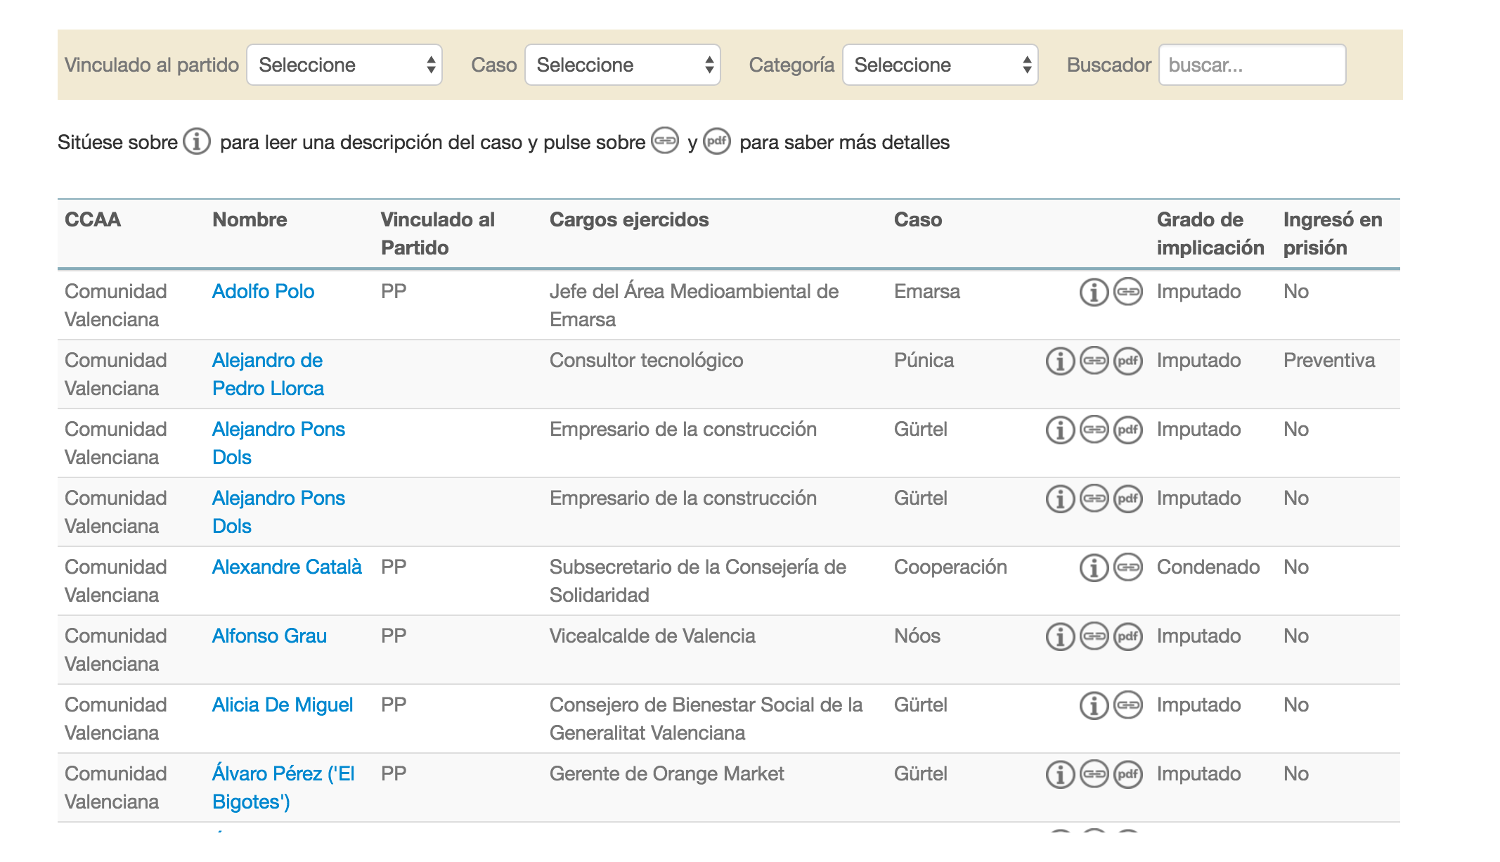 Vinculado al partido Seleccione Caso Seleccione Categoría Seleccione Buscador buscar...
Sitúese sobre i para leer una descripción del caso y pulse sobre y pdf para saber más detalles
CCAA Nombre Vinculado al Partido Cargos ejercidos Caso Grado de implicación Ingresó en prisión
Comunidad Valenciana Adolfo Polo PP Jefe del Área Medioambiental de Emarsa Emarsa i Imputado No
Comunidad Valenciana Alejandro de Pedro Llorca Consultor tecnológico Púnica i pdf Imputado Preventiva
Comunidad Valenciana Alejandro Pons Dols Empresario de la construcción Gürtel i pdf Imputado No
Comunidad Valenciana Alejandro Pons Dols Empresario de la construcción Gürtel i pdf Imputado No
Comunidad Valenciana Alexandre Català PP Subsecretario de la Consejería de Solidaridad Cooperación i Condenado No
Comunidad Valenciana Alfonso Grau PP Vicealcalde de Valencia Nóos i pdf Imputado No
Comunidad Valenciana Alicia De Miguel PP Consejero de Bienestar Social de la Generalitat Valenciana Gürtel i Imputado No
Comunidad Valenciana Álvaro Pérez ('El Bigotes') PP Gerente de Orange Market Gürtel i pdf Imputado No